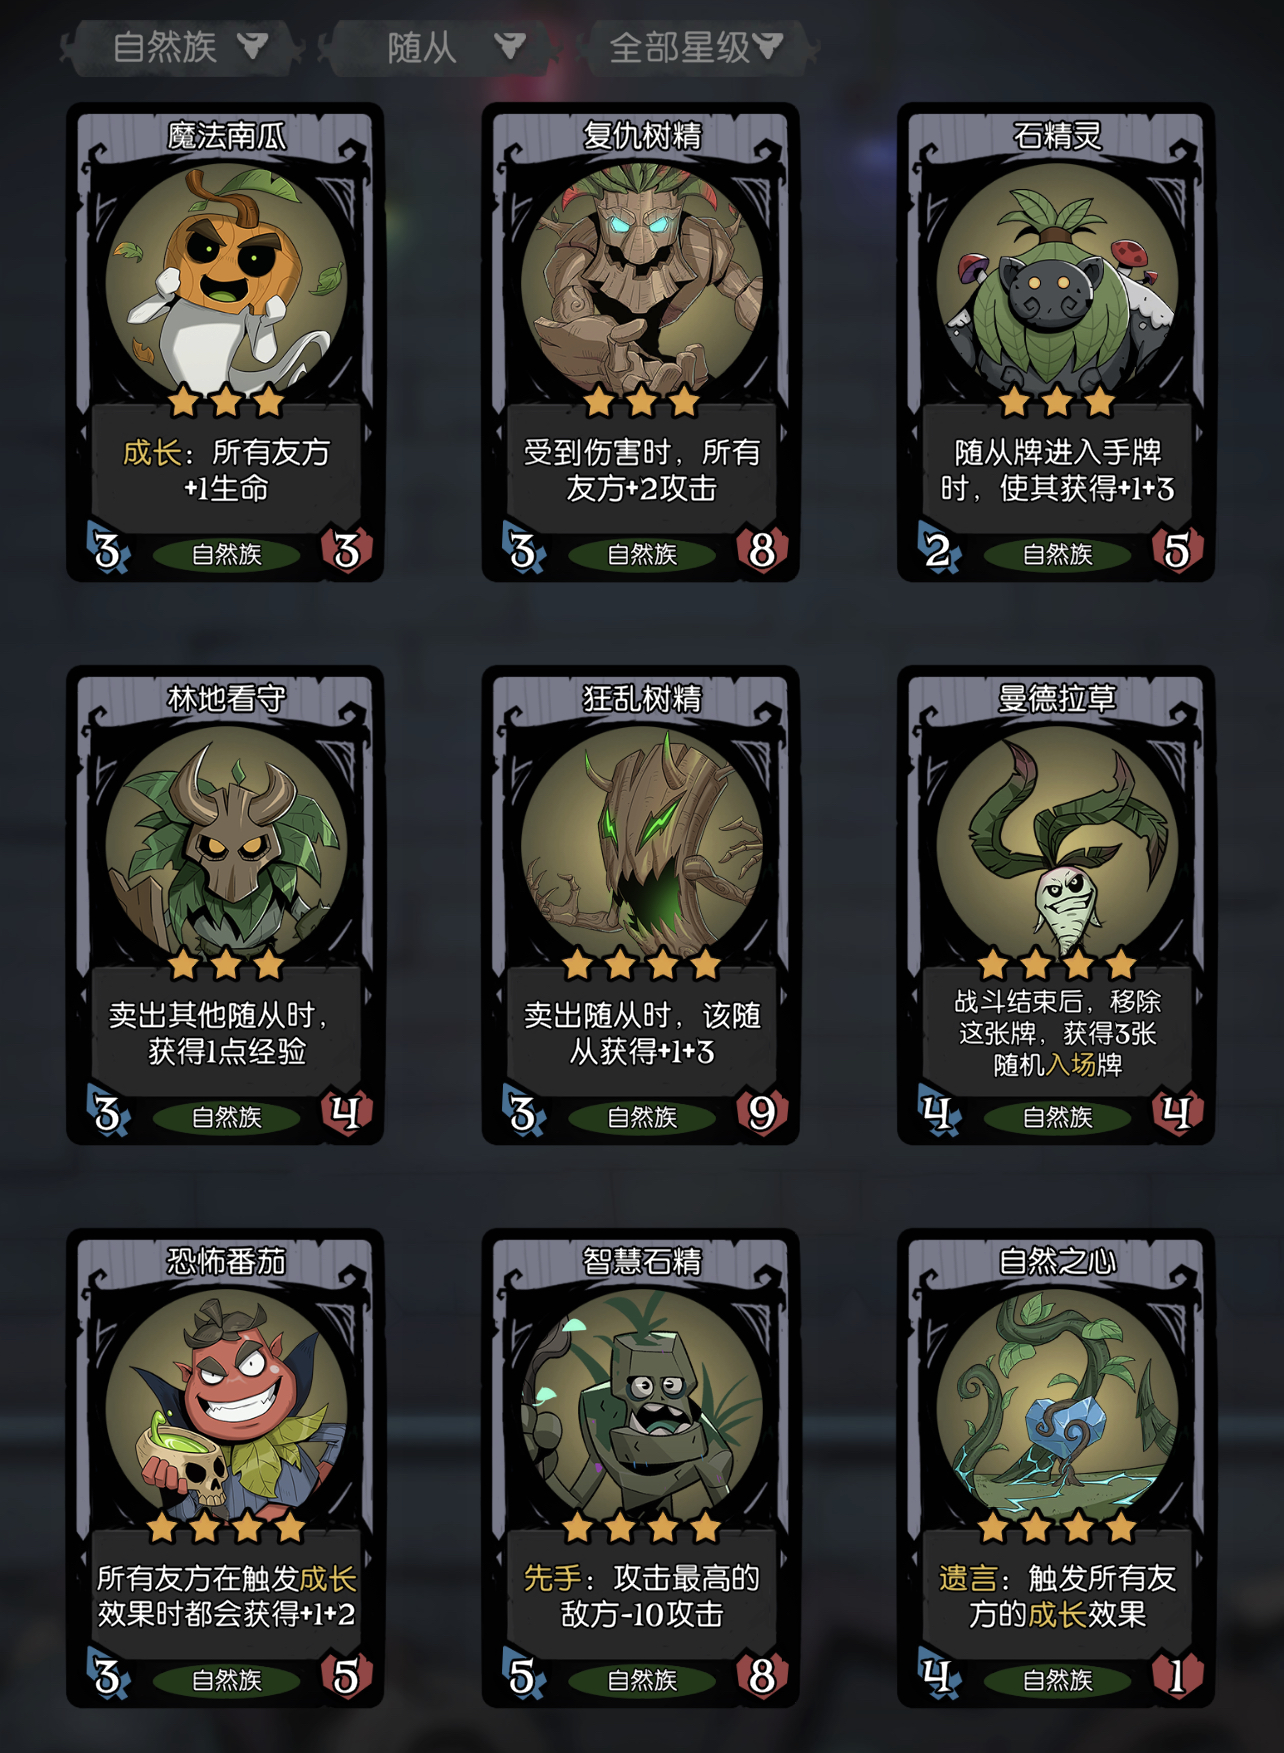 自然族
随从
全部星级
魔法南瓜
成长：所有友方
+1生命
3
自然族
3
复仇树精
受到伤害时，所有
友方+2攻击
3
自然族
8
石精灵
随从牌进入手牌
时，使其获得+1+3
2
自然族
5
林地看守
卖出其他随从时，
获得1点经验
3
自然族
4
狂乱树精
卖出随从时，该随
从获得+1+3
3
自然族
9
曼德拉草
战斗结束后，移除
这张牌，获得3张
随机入场牌
4
自然族
4
恐怖番茄
所有友方在触发成长
效果时都会获得+1+2
3
自然族
5
智慧石精
先手：攻击最高的
敌方-10攻击
5
自然族
8
自然之心
遗言：触发所有友
方的成长效果
4
自然族
1